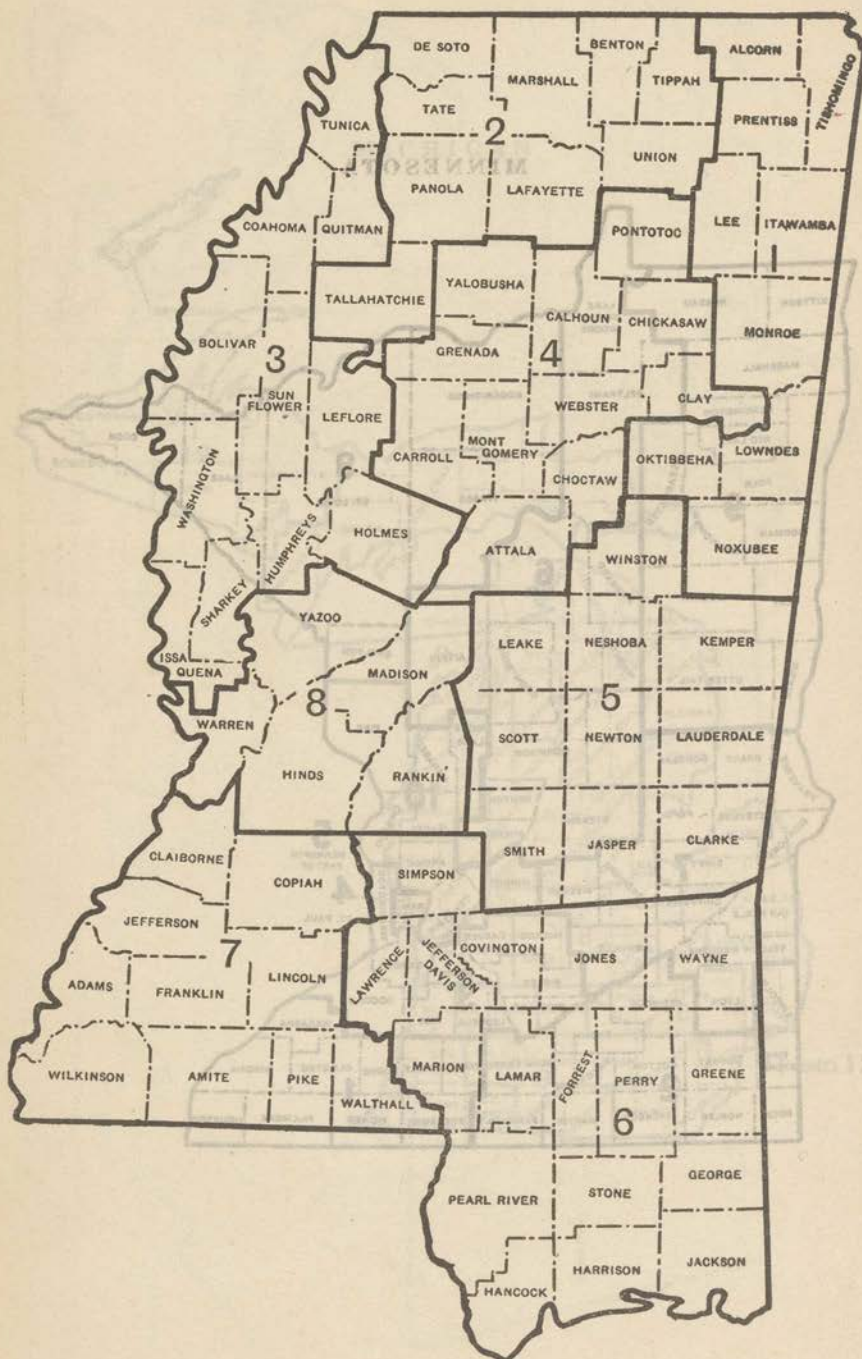 DE SOTO
BENTON
ALCORN
TISHOMINGO
MARSHALL
TIPPAH
TATE
PRENTISS
TUNICA
2
MINNESOTA
UNION
PANOLA
LAFAYETTE
COAHOMA
QUITMAN
PONTOTOC
LEE
ITAWAMBA
1
TALLAHATCHIE
YALOBUSHA
CALHOUN
CHICKASAW
MONROE
BOLIVAR
3
GRENADA
4
SUN
FLOWER
LEFLORE
WEBSTER
CLAY
CARROLL
MONT
GOMERY
CHOCTAW
OKTIBBEHA
LOWNDES
WASHINGTON
HUMPHREYS
HOLMES
ATTALA
WINSTON
NOXUBEE
SHARKEY
YAZOO
ISSA
QUENA
LEAKE
NESHOBA
KEMPER
MADISON
WARREN
8
5
SCOTT
NEWTON
LAUDERDALE
HINDS
RANKIN
CLAIBORNE
COPIAH
SIMPSON
SMITH
JASPER
CLARKE
JEFFERSON
7
LAWRENCE
JEFFERSON
DAVIS
COVINGTON
JONES
WAYNE
ADAMS
FRANKLIN
LINCOLN
WILKINSON
AMITE
PIKE
WALTHALL
MARION
LAMAR
FORREST
PERRY
GREENE
6
PEARL RIVER
STONE
GEORGE
HANCOCK
HARRISON
JACKSON